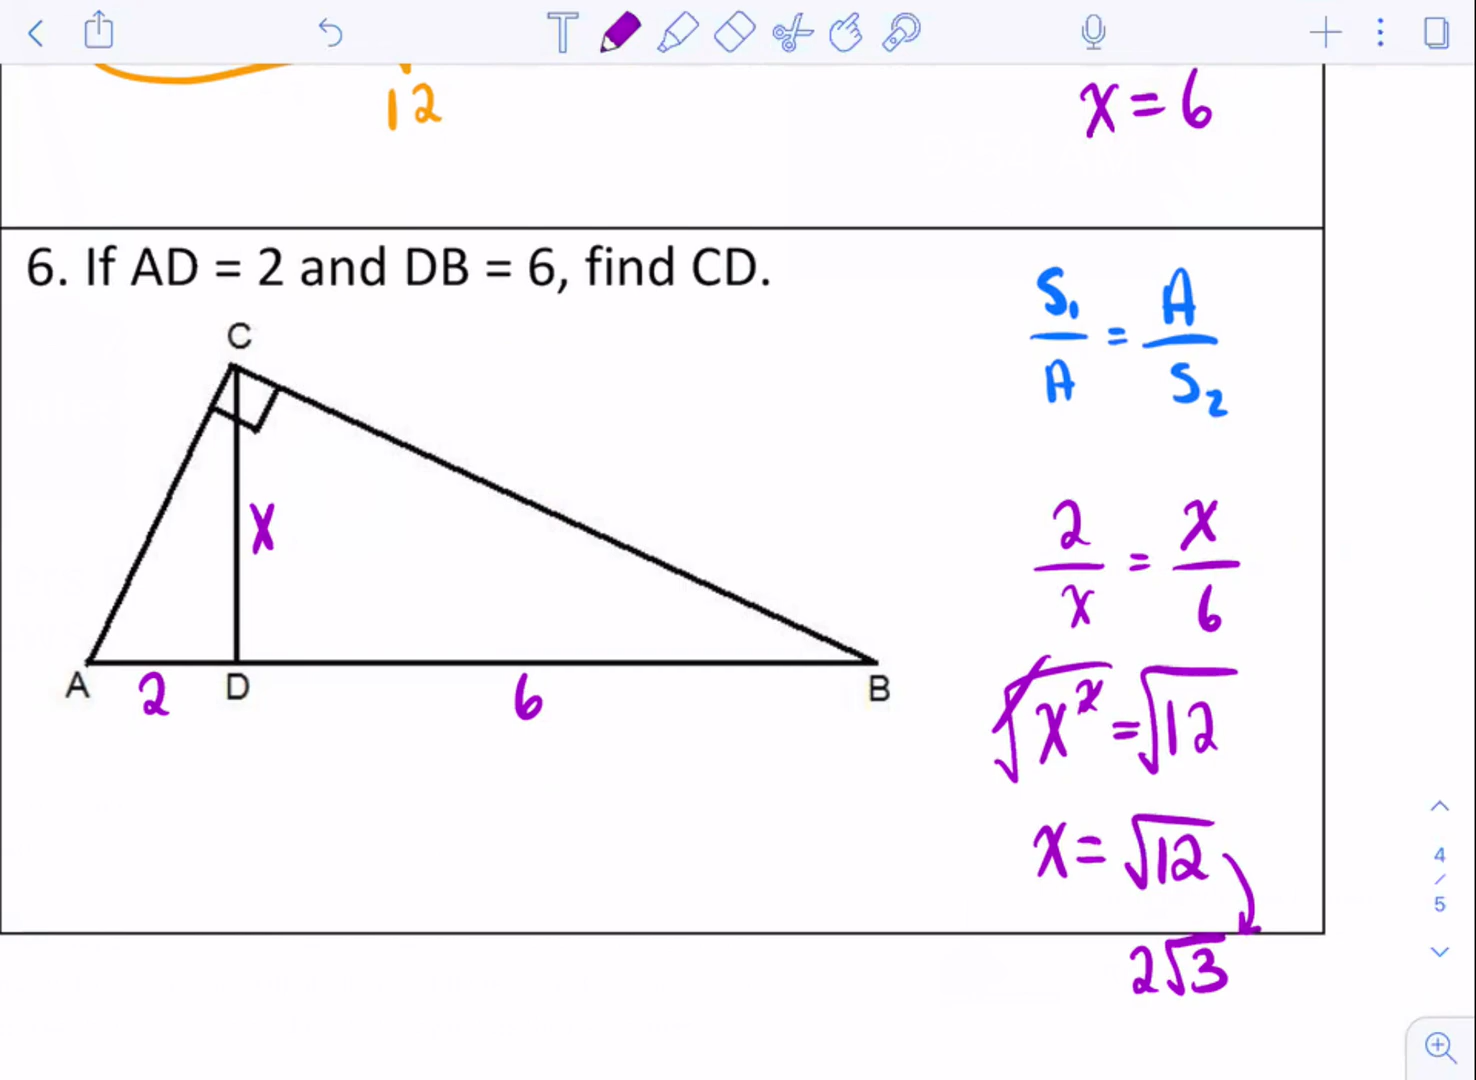 12
x = 6
6. If AD = 2 and DB = 6, find CD.
S₁/A = A/S₂
C
x
2/x = x/6
A 2 D 6 B
√x² = √12
x = √12
2√3
4
/
5